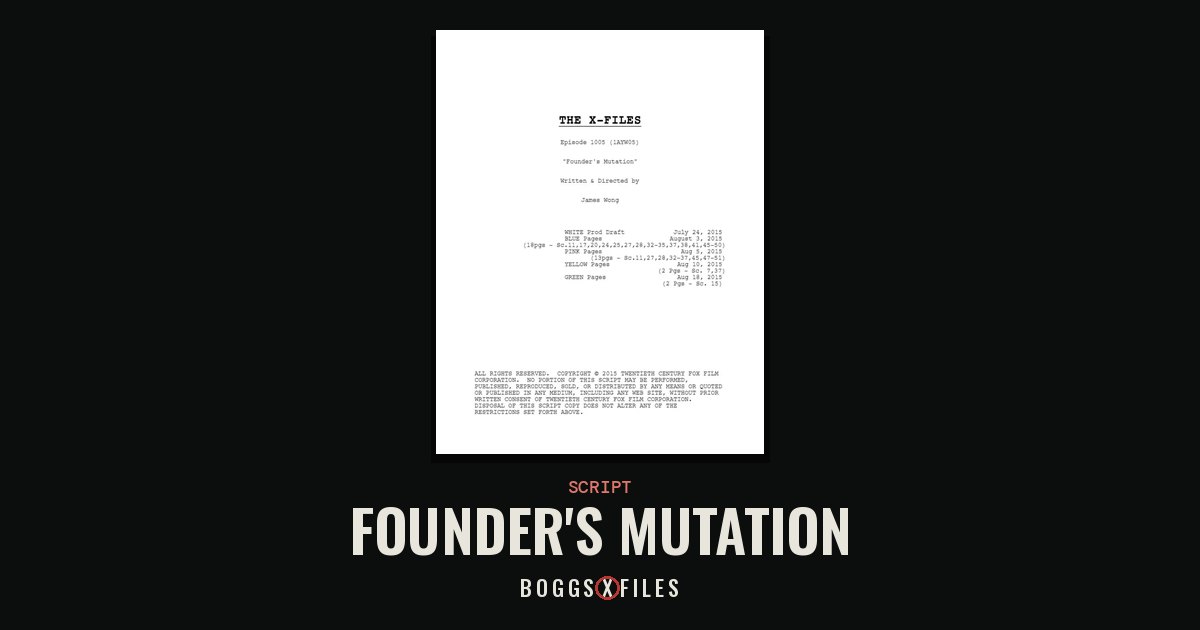 THE X-FILES
Episode 1005 (1AYW05)
"Founder's Mutation"
Written & Directed by
James Wong
WHITE Prod Draft July 24, 2015
BLUE Pages August 3, 2015
(18pgs - Sc.11,17,20,24,25,27,28,32-35,37,38,41,45-50)
PINK Pages Aug 5, 2015
(13pgs - Sc.11,27,28,32-37,45,47-51)
YELLOW Pages Aug 10, 2015
(2 Pgs - Sc. 7,37)
GREEN Pages Aug 18, 2015
(2 Pgs - Sc. 15)
ALL RIGHTS RESERVED. COPYRIGHT © 2015 TWENTIETH CENTURY FOX FILM
CORPORATION. NO PORTION OF THIS SCRIPT MAY BE PERFORMED,
PUBLISHED, REPRODUCED, SOLD, OR DISTRIBUTED BY ANY MEANS OR QUOTED
OR PUBLISHED IN ANY MEDIUM, INCLUDING ANY WEB SITE, WITHOUT PRIOR
WRITTEN CONSENT OF TWENTIETH CENTURY FOX FILM CORPORATION.
DISPOSAL OF THIS SCRIPT COPY DOES NOT ALTER ANY OF THE
RESTRICTIONS SET FORTH ABOVE.
SCRIPT
FOUNDER'S MUTATION
BOGGSXFILES